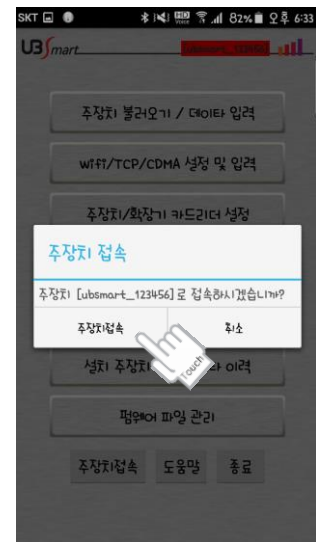 SKT 82% 오후 6:33
UBSmart ubsmart_123456
주장치 불러오기 / 데이타 입력
WIFI/TCP/CDMA 설정 및 입력
주장치/확장기 카드리더 설정
주장치 접속
주장치 [ubsmart_123456]로 접속하시겠습니까?
주장치접속 취소
설치 주장치 이력
Touch
펌웨어 파일 관리
주장치접속 도움말 종료